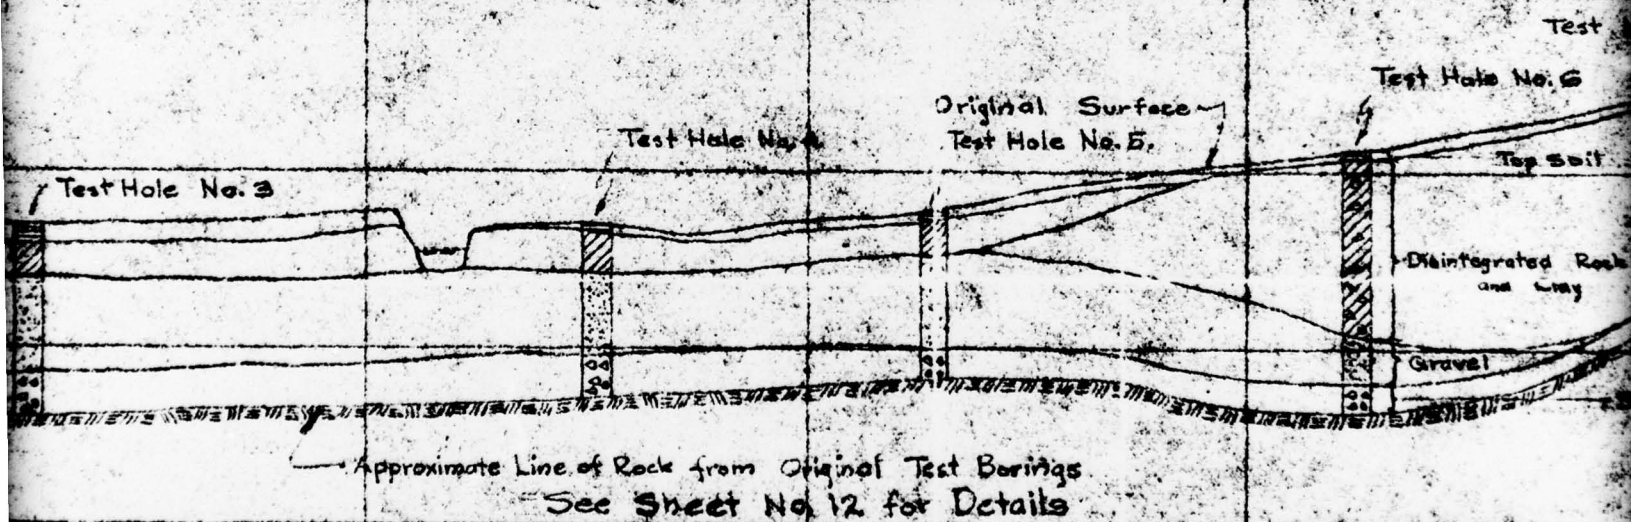 Test
Test Hole No. 6
Original Surface
Test Hole No. 4
Test Hole No. 5.
Top Soil
Test Hole No. 3
Disintegrated Rock
and Clay
Gravel
Approximate Line of Rock from Original Test Borings
See Sheet No. 12 for Details